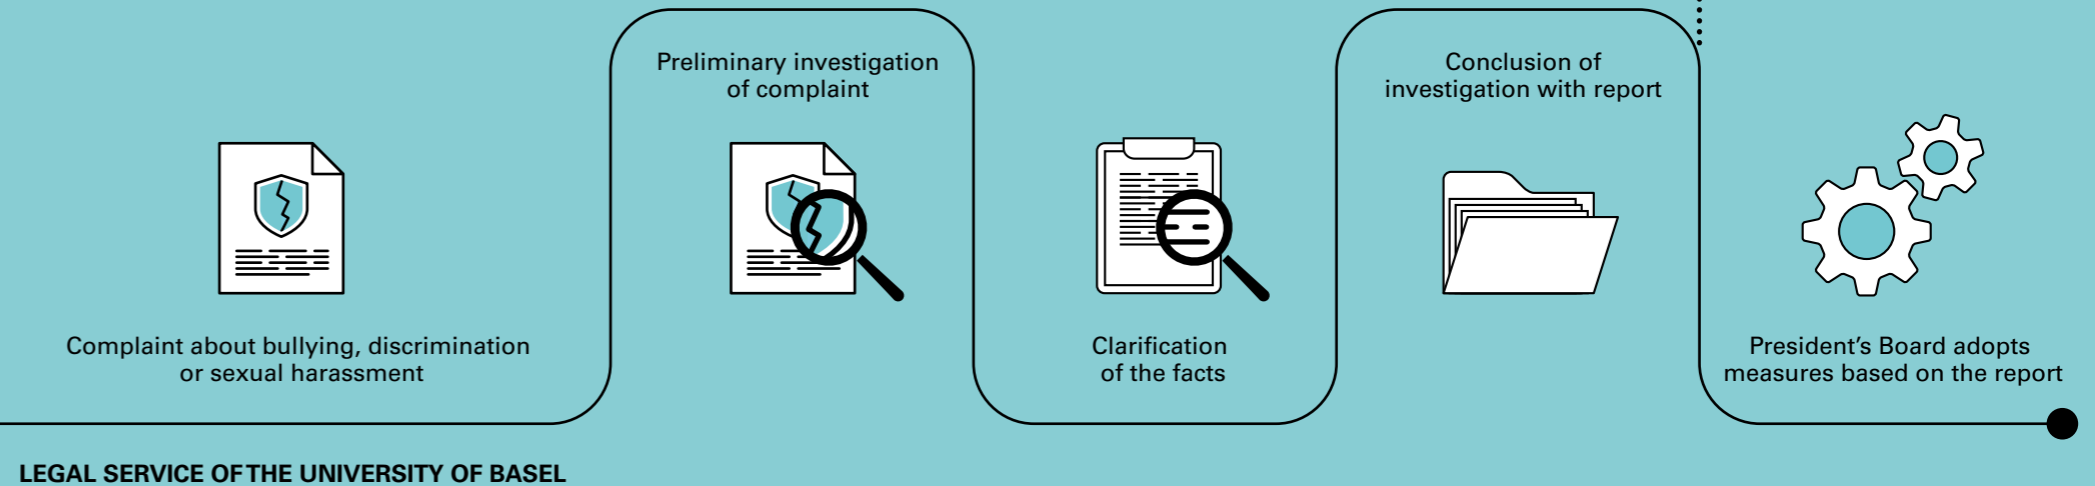 Complaint about bullying, discrimination
or sexual harassment
Preliminary investigation
of complaint
Clarification
of the facts
Conclusion of
investigation with report
President's Board adopts
measures based on the report
LEGAL SERVICE OF THE UNIVERSITY OF BASEL